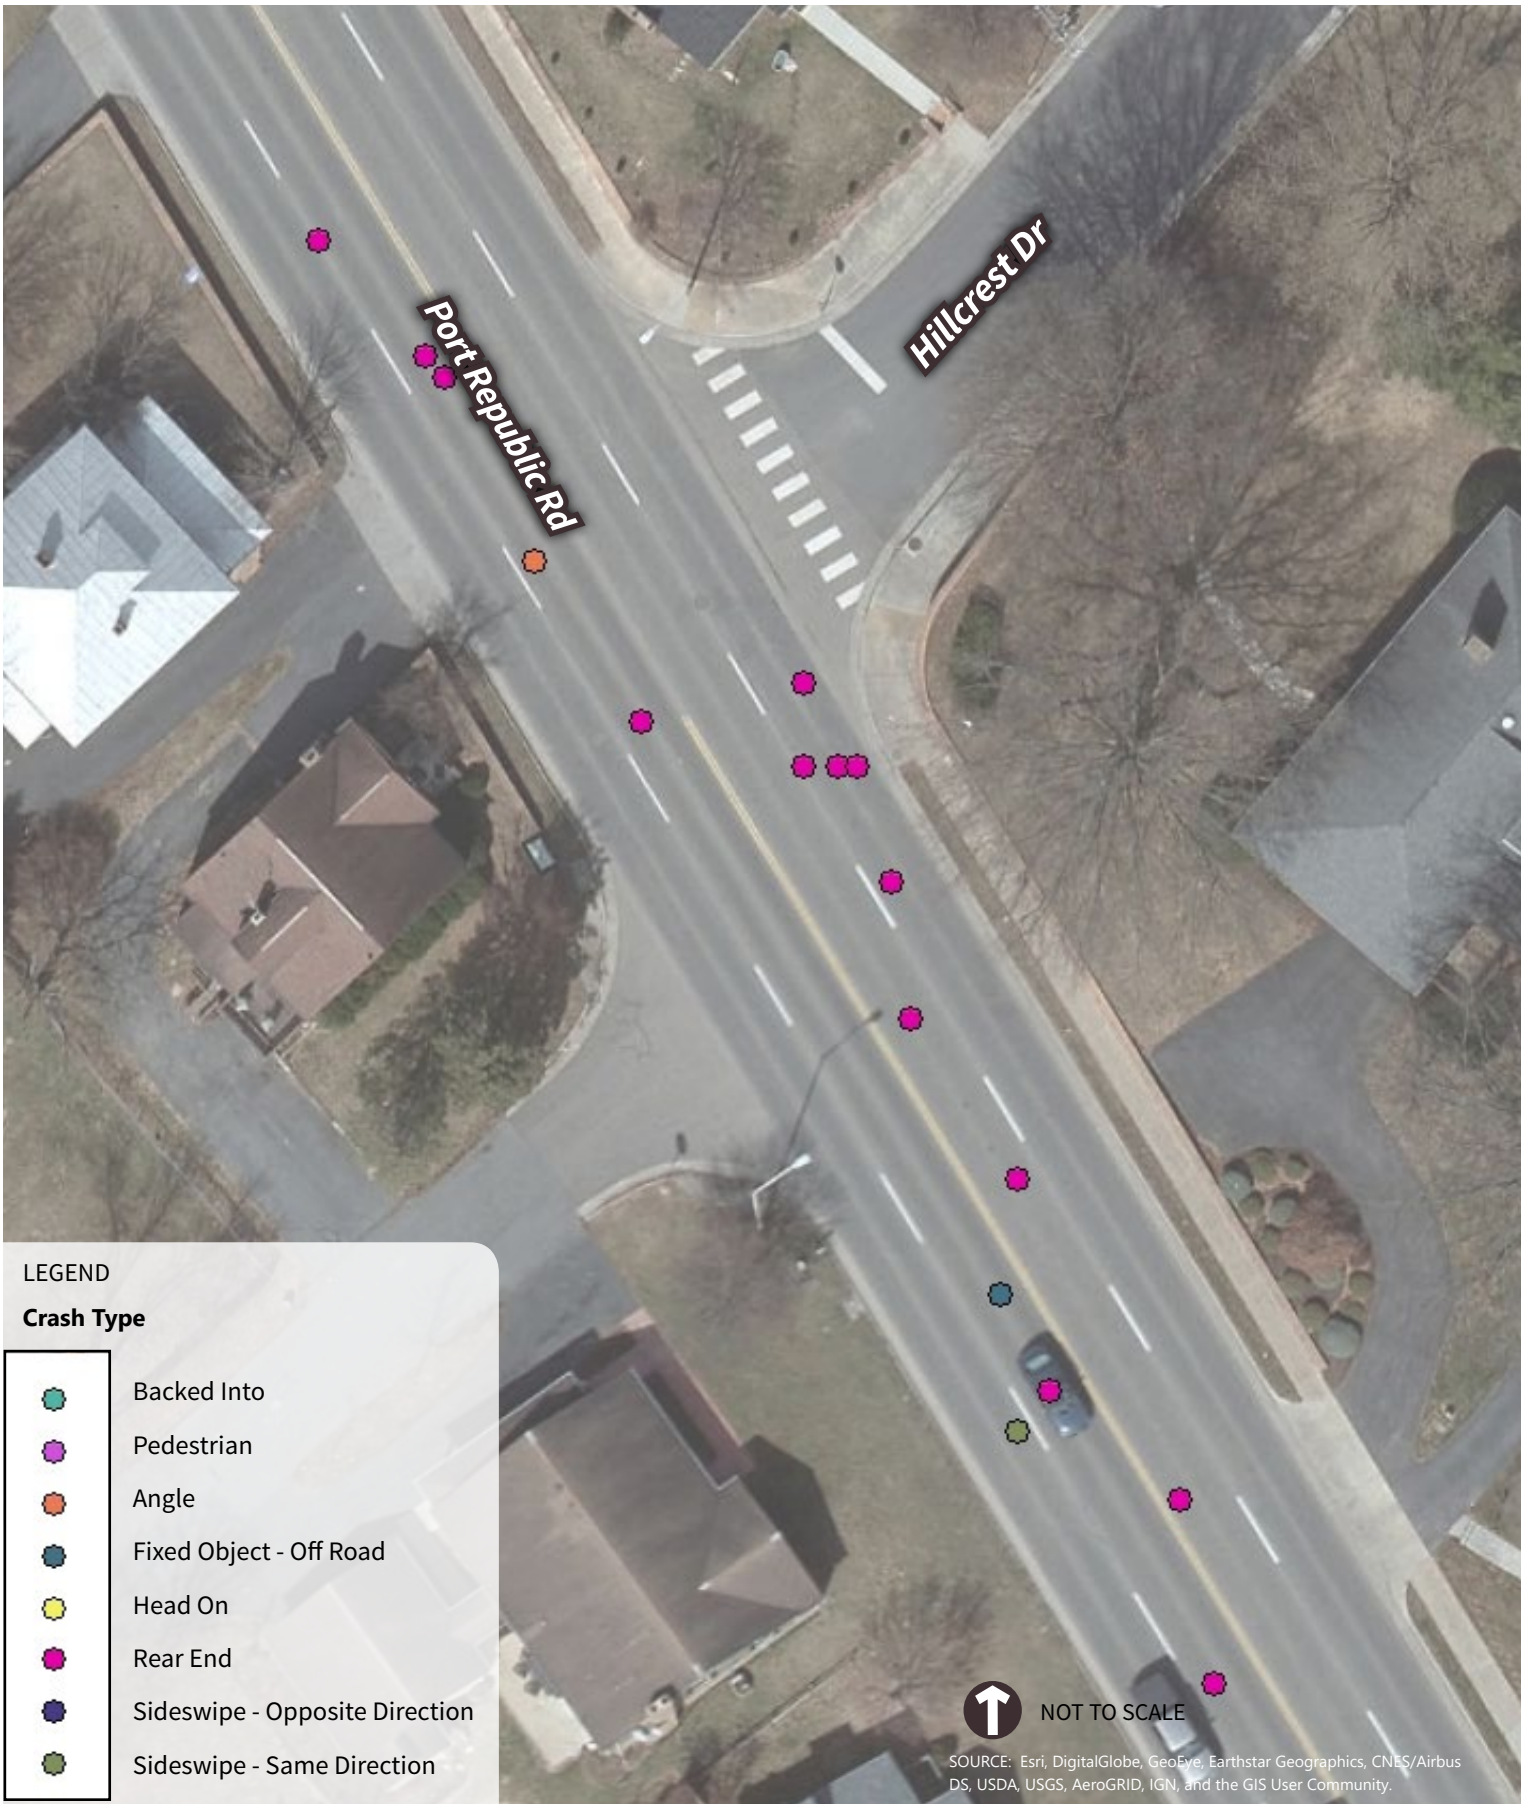 Hillcrest Dr
Port Republic Rd
LEGEND
Crash Type
Backed Into
Pedestrian
Angle
Fixed Object - Off Road
Head On
Rear End
Sideswipe - Opposite Direction
Sideswipe - Same Direction
NOT TO SCALE
SOURCE: Esri, DigitalGlobe, GeoEye, Earthstar Geographics, CNES/Airbus
DS, USDA, USGS, AeroGRID, IGN, and the GIS User Community.